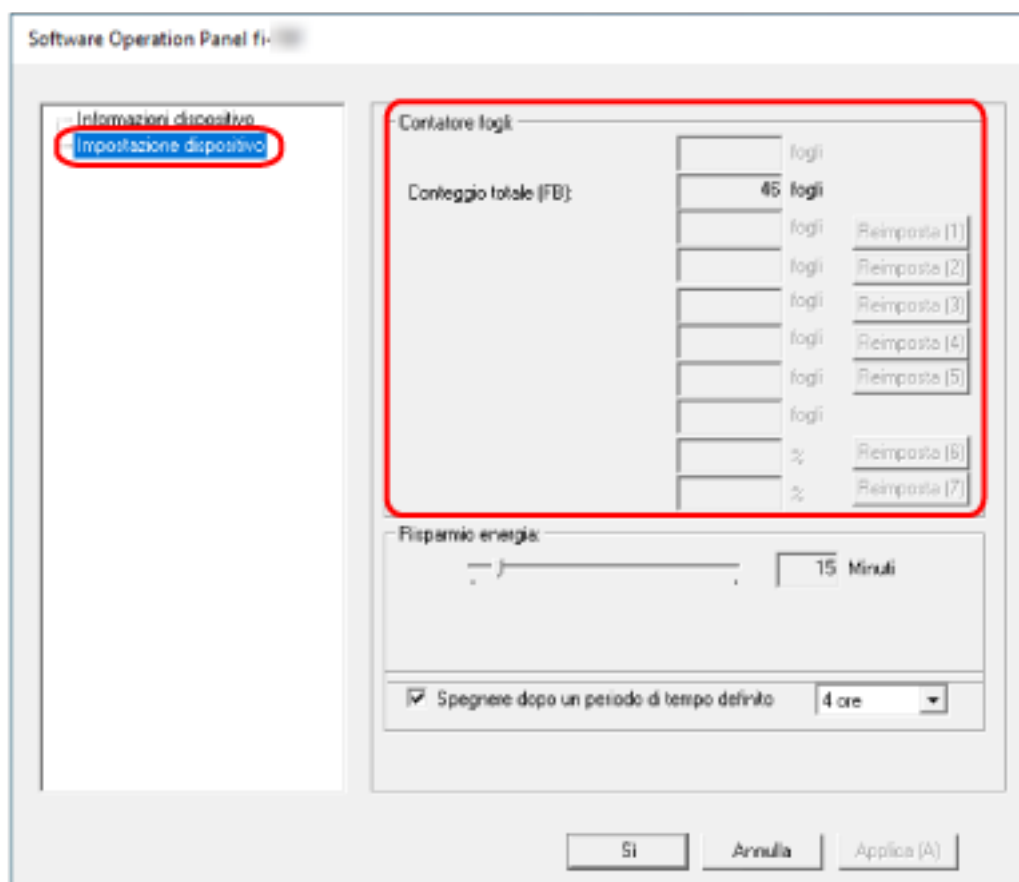 Software Operation Panel fi-
Informazioni dispositivo
Impostazione dispositivo
Contatore fogli:
fogli
Conteggio totale (FB): 46 fogli
fogli Reimposta (1)
fogli Reimposta (2)
fogli Reimposta (3)
fogli Reimposta (4)
fogli Reimposta (5)
fogli
% Reimposta (6)
% Reimposta (7)
Risparmio energia:
15 Minuti
Spegnere dopo un periodo di tempo definito 4 ore
Sì Annulla Applica (A)